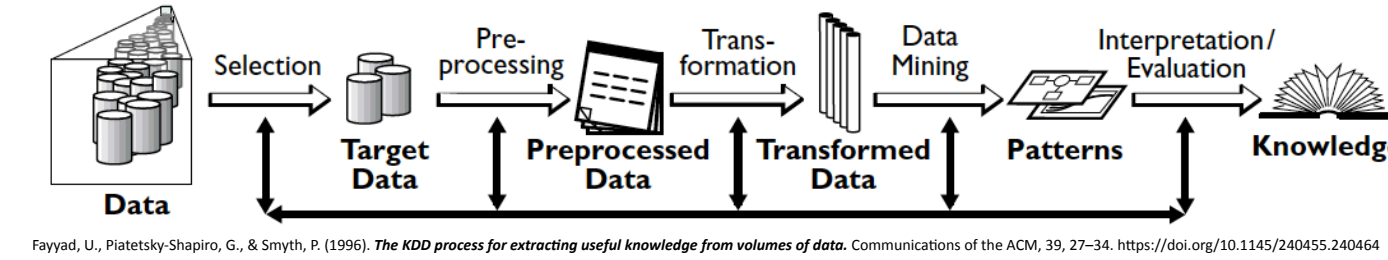 Selection
Pre-
processing
Trans-
formation
Data
Mining
Interpretation/
Evaluation
Data
Target
Data
Preprocessed
Data
Transformed
Data
Patterns
Knowledge
Fayyad, U., Piatetsky-Shapiro, G., & Smyth, P. (1996). The KDD process for extracting useful knowledge from volumes of data. Communications of the ACM, 39, 27–34. https://doi.org/10.1145/240455.240464